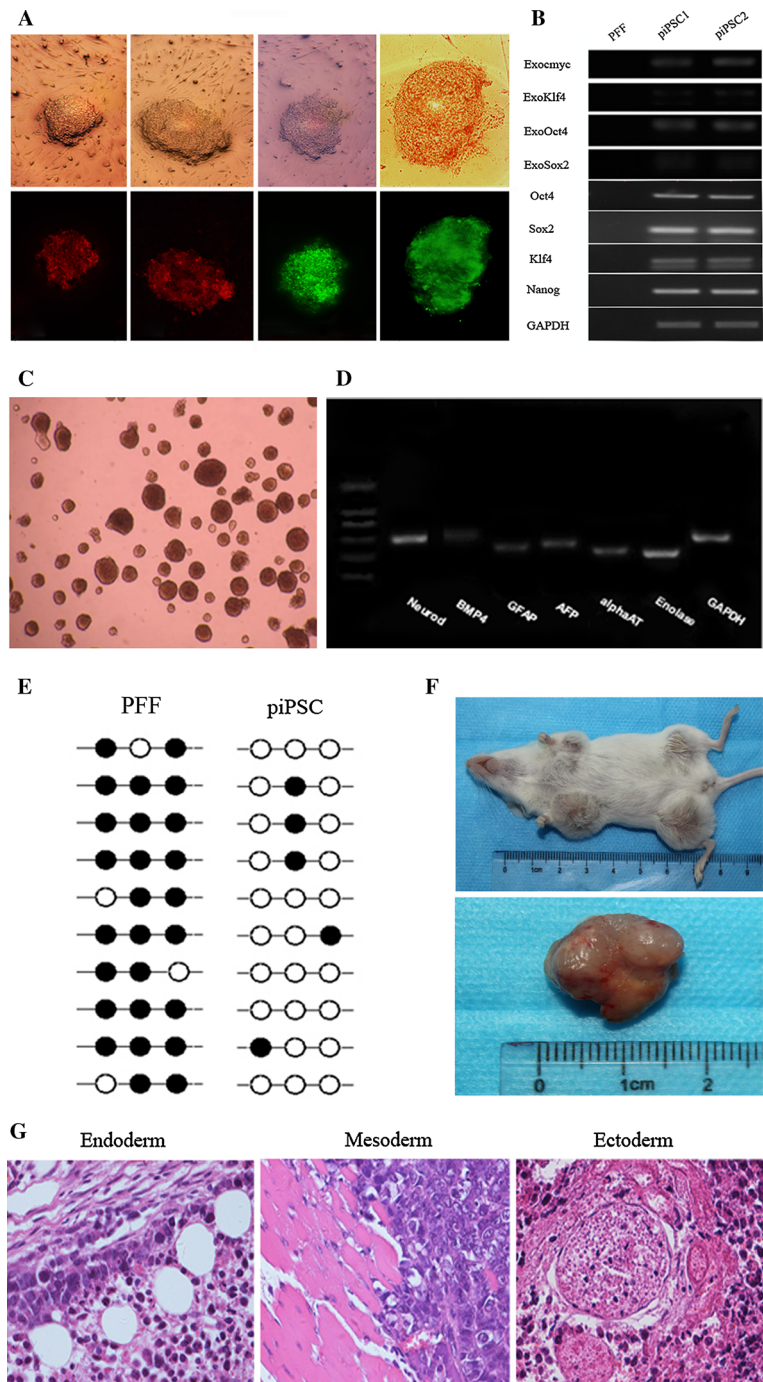 A
B
PFF
piPSC1
piPSC2
Exocmyc
ExoKlf4
ExoOct4
ExoSox2
Oct4
Sox2
Klf4
Nanog
GAPDH
C
D
Neurod
BMP4
GFAP
AFP
alphaAT
Enolase
GAPDH
E
PFF
piPSC
F
0 1cm 2 3 4 5 6 7 8 9
0 1cm 2
G
Endoderm
Mesoderm
Ectoderm